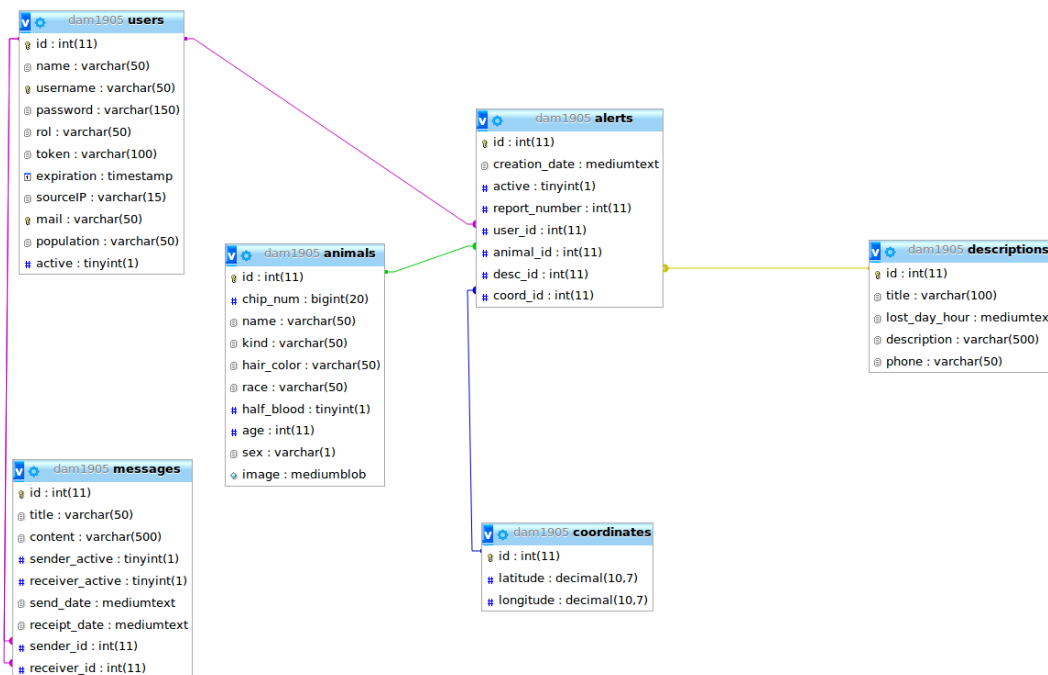 dam1905 users
id : int(11)
name : varchar(50)
username : varchar(50)
password : varchar(150)
rol : varchar(50)
token : varchar(100)
expiration : timestamp
sourceIP : varchar(15)
mail : varchar(50)
population : varchar(50)
active : tinyint(1)
dam1905 alerts
id : int(11)
creation_date : mediumtext
active : tinyint(1)
report_number : int(11)
user_id : int(11)
animal_id : int(11)
desc_id : int(11)
coord_id : int(11)
dam1905 animals
id : int(11)
chip_num : bigint(20)
name : varchar(50)
kind : varchar(50)
hair_color : varchar(50)
race : varchar(50)
half_blood : tinyint(1)
age : int(11)
sex : varchar(1)
image : mediumblob
dam1905 descriptions
id : int(11)
title : varchar(100)
lost_day_hour : mediumtex
description : varchar(500)
phone : varchar(50)
dam1905 messages
id : int(11)
title : varchar(50)
content : varchar(500)
sender_active : tinyint(1)
receiver_active : tinyint(1)
send_date : mediumtext
receipt_date : mediumtext
sender_id : int(11)
receiver_id : int(11)
dam1905 coordinates
id : int(11)
latitude : decimal(10,7)
longitude : decimal(10,7)